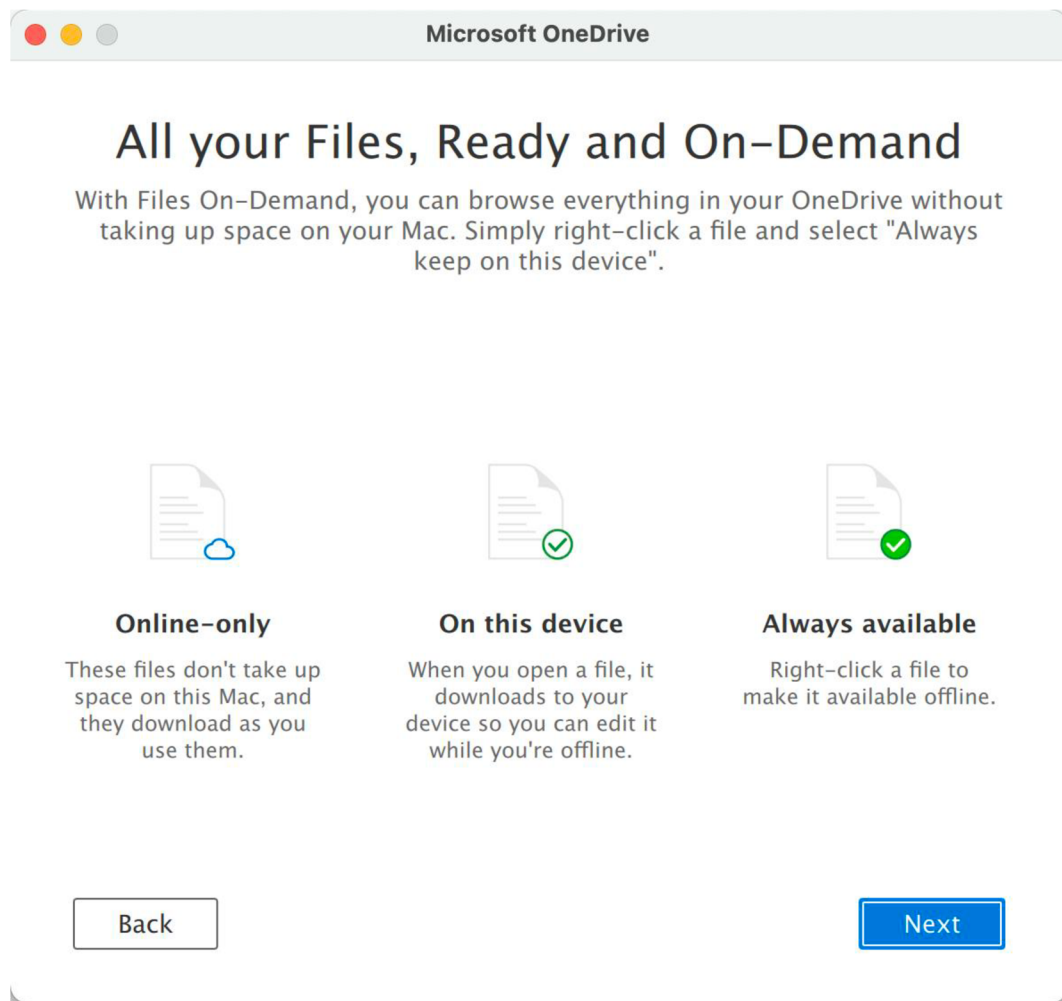 Microsoft OneDrive
All your Files, Ready and On-Demand
With Files On-Demand, you can browse everything in your OneDrive without
taking up space on your Mac. Simply right-click a file and select "Always
keep on this device".
Online-only
These files don't take up
space on this Mac, and
they download as you
use them.
On this device
When you open a file, it
downloads to your
device so you can edit it
while you're offline.
Always available
Right-click a file to
make it available offline.
Back
Next